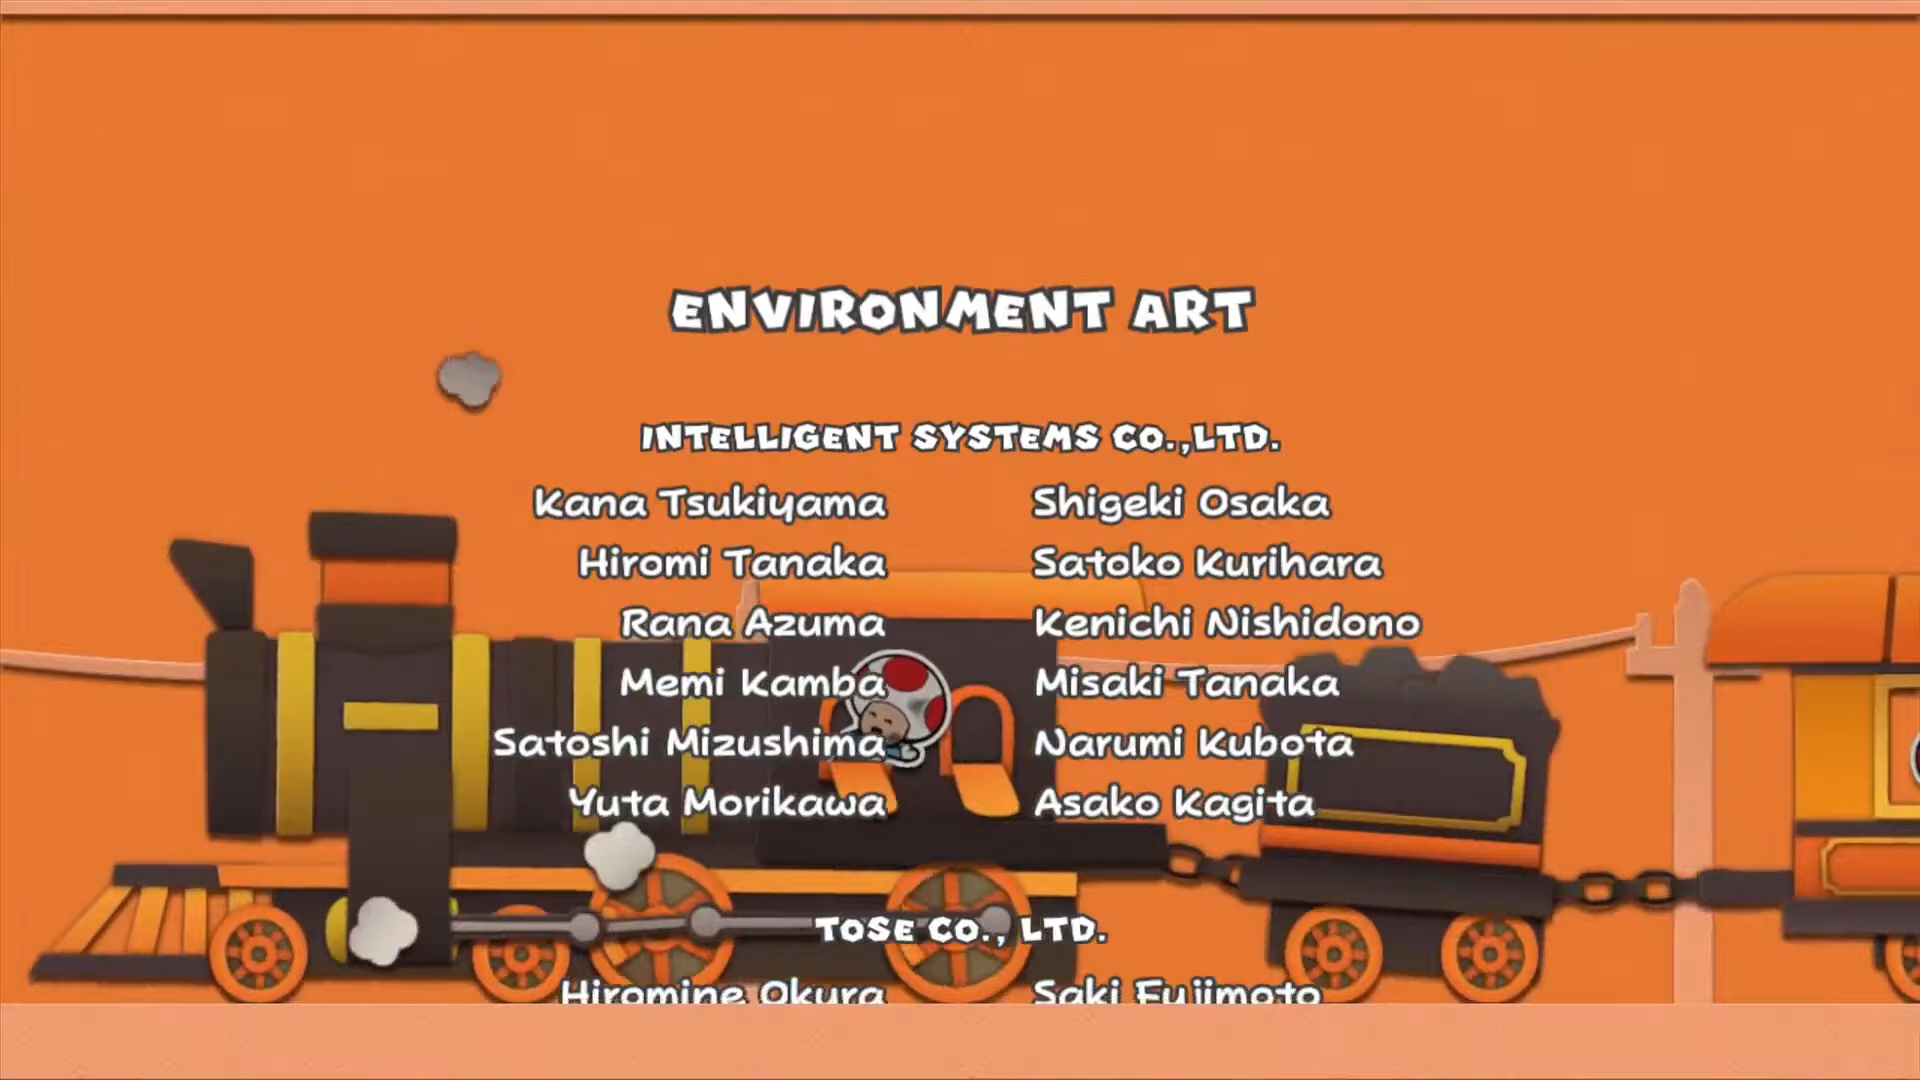 ENVIRONMENT ART
INTELLIGENT SYSTEMS CO.,LTD.
Kana Tsukiyama Shigeki Osaka
Hiromi Tanaka Satoko Kurihara
Rana Azuma Kenichi Nishidono
Memi Kamba Misaki Tanaka
Satoshi Mizushima Narumi Kubota
Yuta Morikawa Asako Kagita
TOSE CO., LTD.
Hiromine Okura Saki Fujimoto